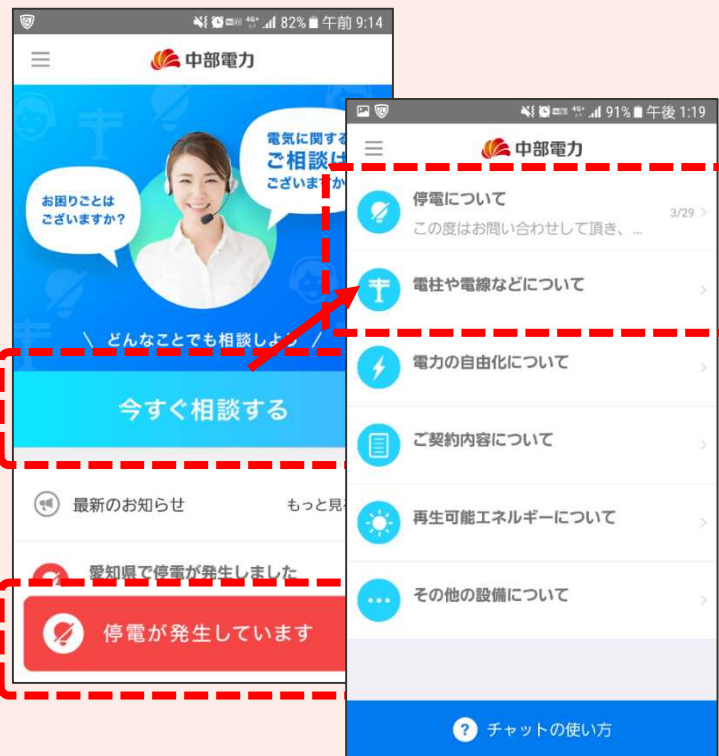 82% 午前 9:14
中部電力
電気に関する
ご相談は
ございますか
お困りごとは
ございますか？
\ どんなことでも相談しよう /
今すぐ相談する
最新のお知らせ
もっと見
愛知県で停電が発生しました
停電が発生しています
91% 午後 1:19
中部電力
停電について
この度はお問い合わせして頂き、...
3/29 >
電柱や電線などについて >
電力の自由化について >
ご契約内容について >
再生可能エネルギーについて >
その他の設備について >
? チャットの使い方